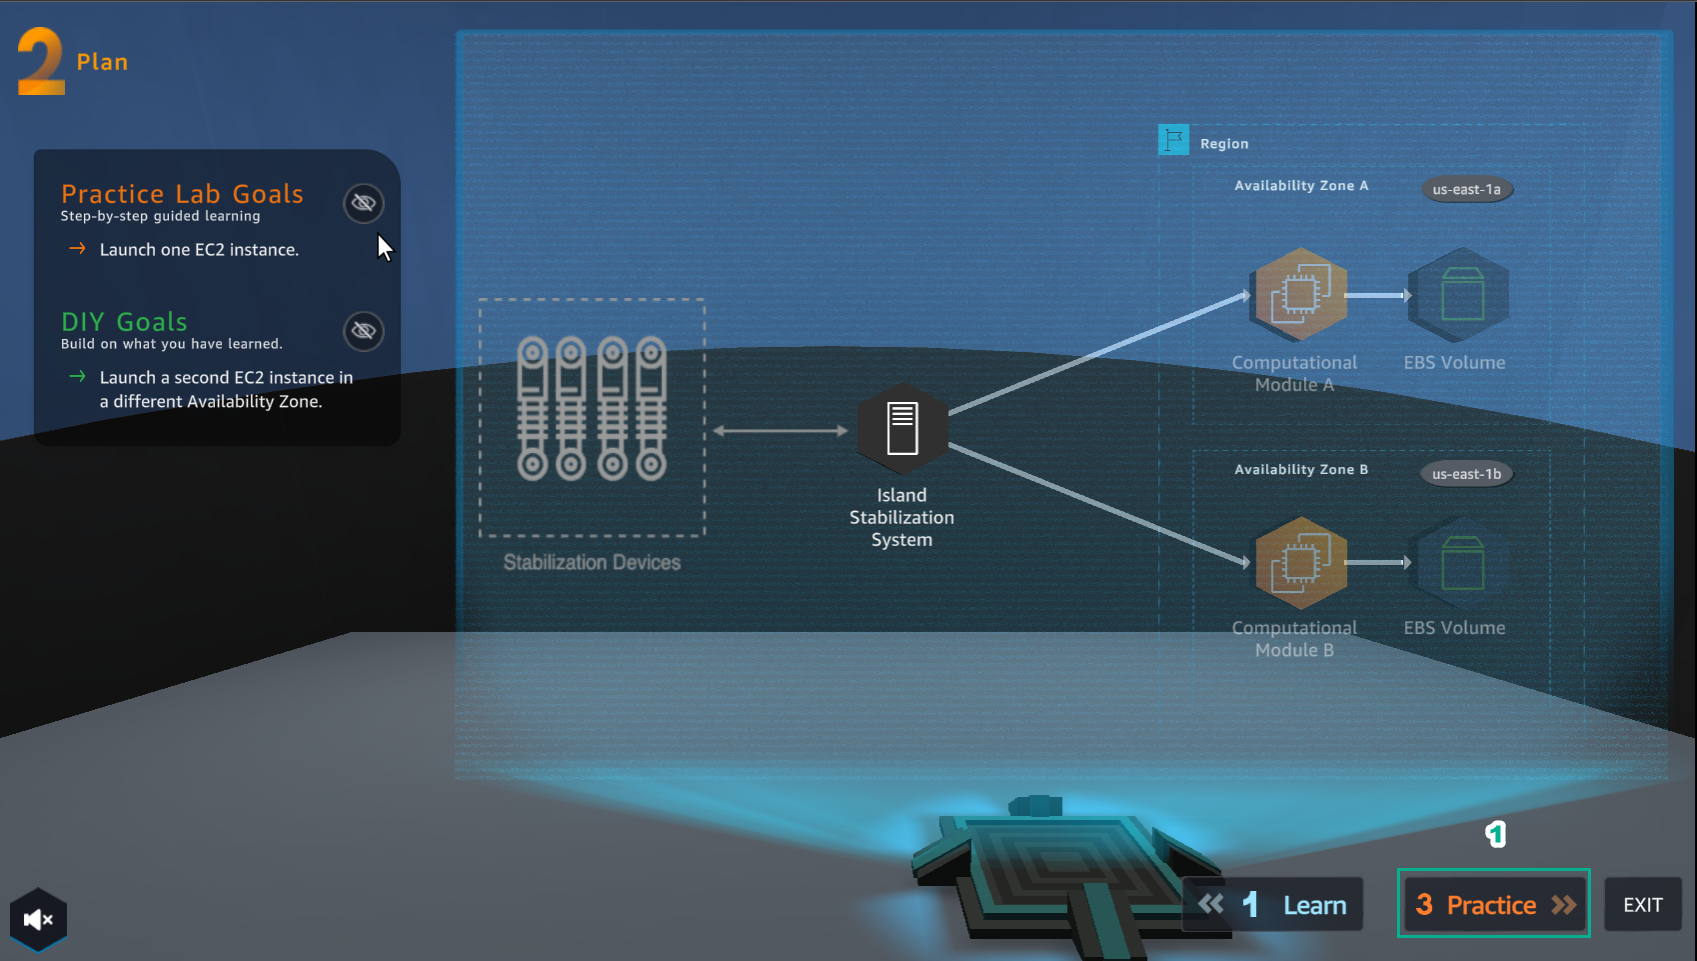 2 Plan
Practice Lab Goals
Step-by-step guided learning
→ Launch one EC2 instance.
DIY Goals
Build on what you have learned.
→ Launch a second EC2 instance in
a different Availability Zone.
Region
Availability Zone A
us-east-1a
Computational
Module A
EBS Volume
Stabilization Devices
Island
Stabilization
System
Availability Zone B
us-east-1b
Computational
Module B
EBS Volume
1
1 Learn
3 Practice
EXIT